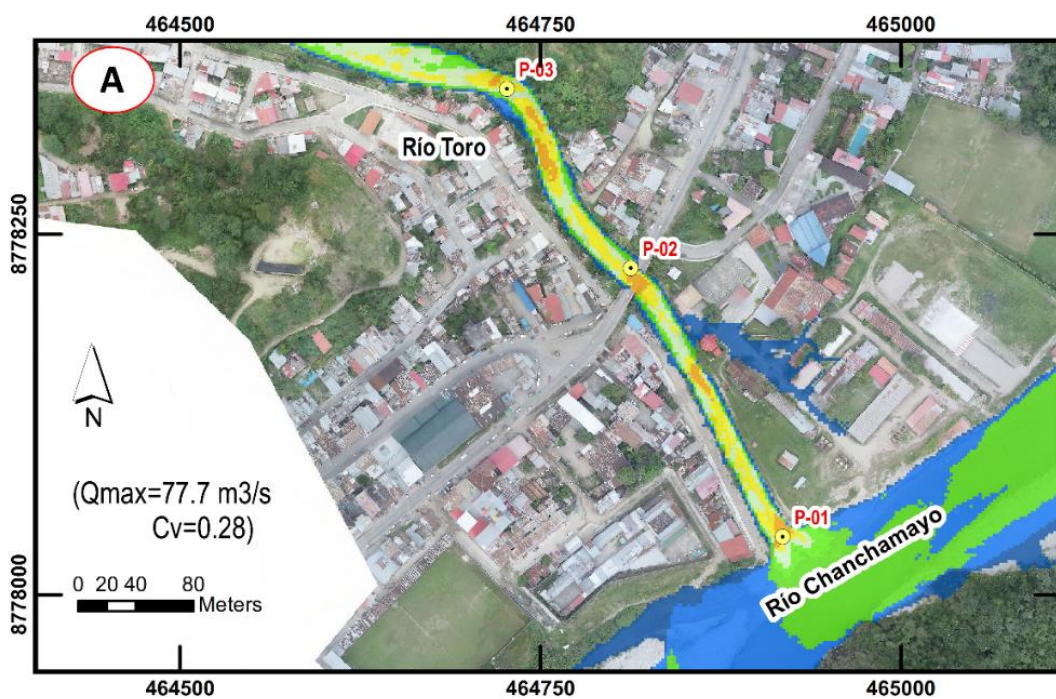 464500
464750
465000
A
P-03
Río Toro
8778250
P-02
N
(Qmax=77.7 m3/s
Cv=0.28)
P-01
Río Chanchamayo
0 20 40 80
Meters
8778000
464500
464750
465000